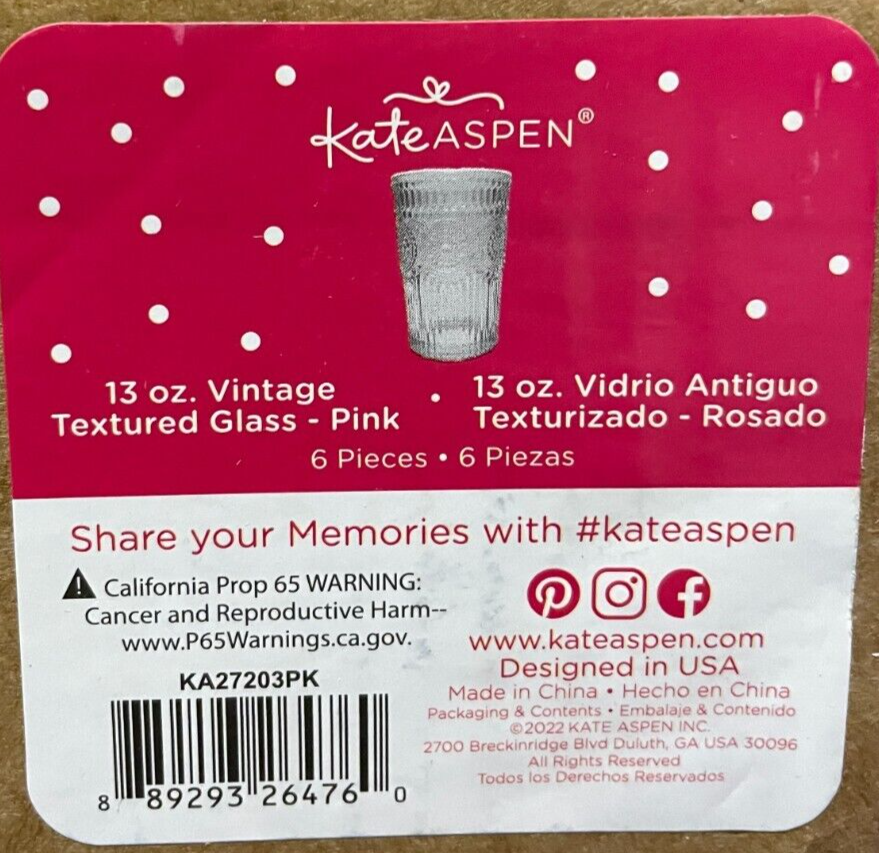 Kate ASPEN®
13 oz. Vintage
Textured Glass - Pink
•
13 oz. Vidrio Antiguo
Texturizado - Rosado
6 Pieces • 6 Piezas
Share your Memories with #kateaspen
California Prop 65 WARNING:
Cancer and Reproductive Harm--
www.P65Warnings.ca.gov.
KA27203PK
8 89293 26476 0
www.kateaspen.com
Designed in USA
Made in China • Hecho en China
Packaging & Contents • Embalaje & Contenido
©2022 KATE ASPEN INC.
2700 Breckinridge Blvd Duluth, GA USA 30096
All Rights Reserved
Todos los Derechos Reservados